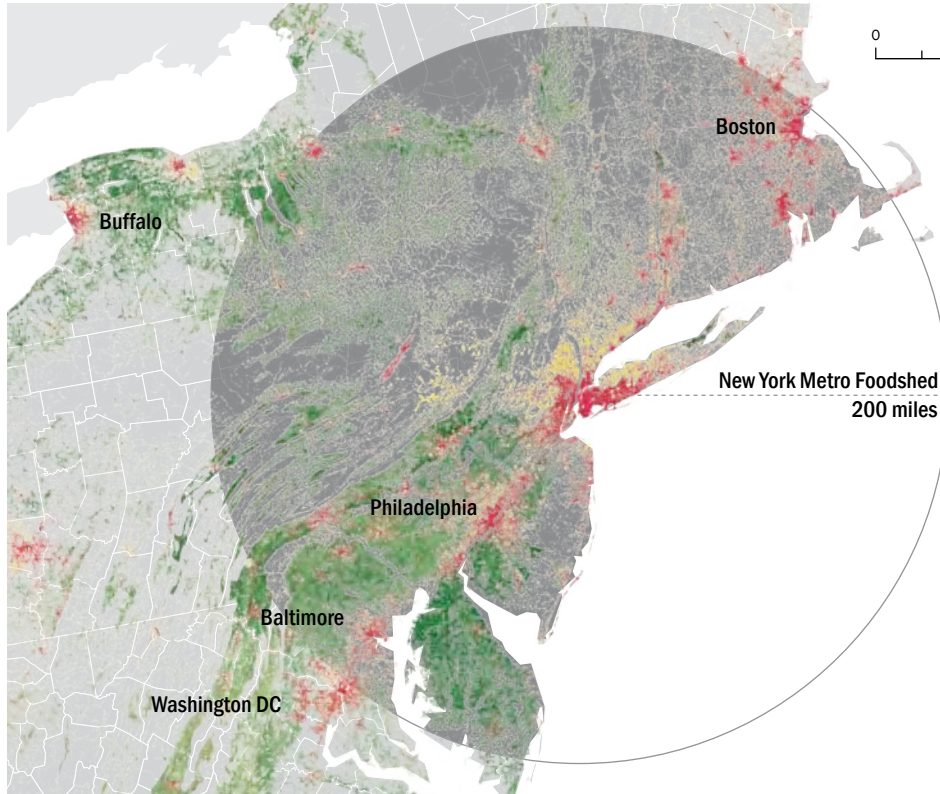 0
Boston
Buffalo
New York Metro Foodshed
200 miles
Philadelphia
Baltimore
Washington DC